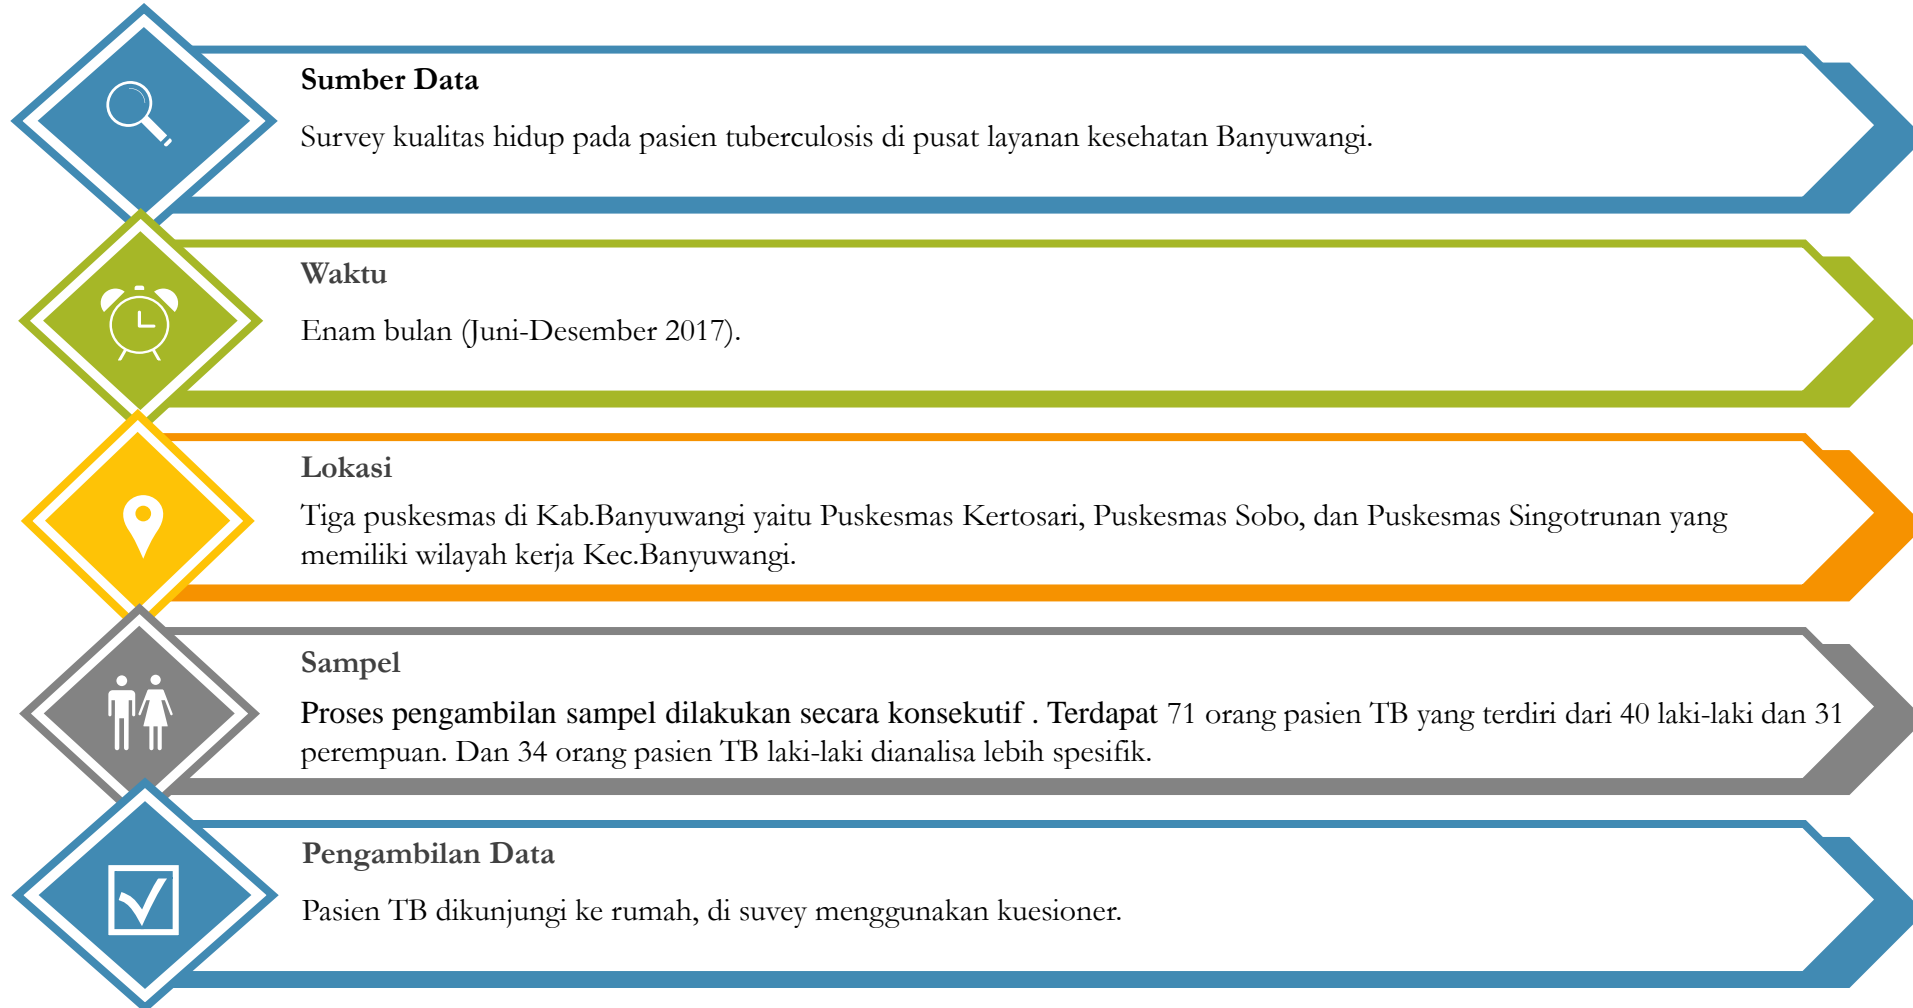 Sumber Data
Survey kualitas hidup pada pasien tuberculosis di pusat layanan kesehatan Banyuwangi.
Waktu
Enam bulan (Juni-Desember 2017).
Lokasi
Tiga puskesmas di Kab.Banyuwangi yaitu Puskesmas Kertosari, Puskesmas Sobo, dan Puskesmas Singotrunan yang
memiliki wilayah kerja Kec.Banyuwangi.
Sampel
Proses pengambilan sampel dilakukan secara konsekutif . Terdapat 71 orang pasien TB yang terdiri dari 40 laki-laki dan 31
perempuan. Dan 34 orang pasien TB laki-laki dianalisa lebih spesifik.
Pengambilan Data
Pasien TB dikunjungi ke rumah, di suvey menggunakan kuesioner.